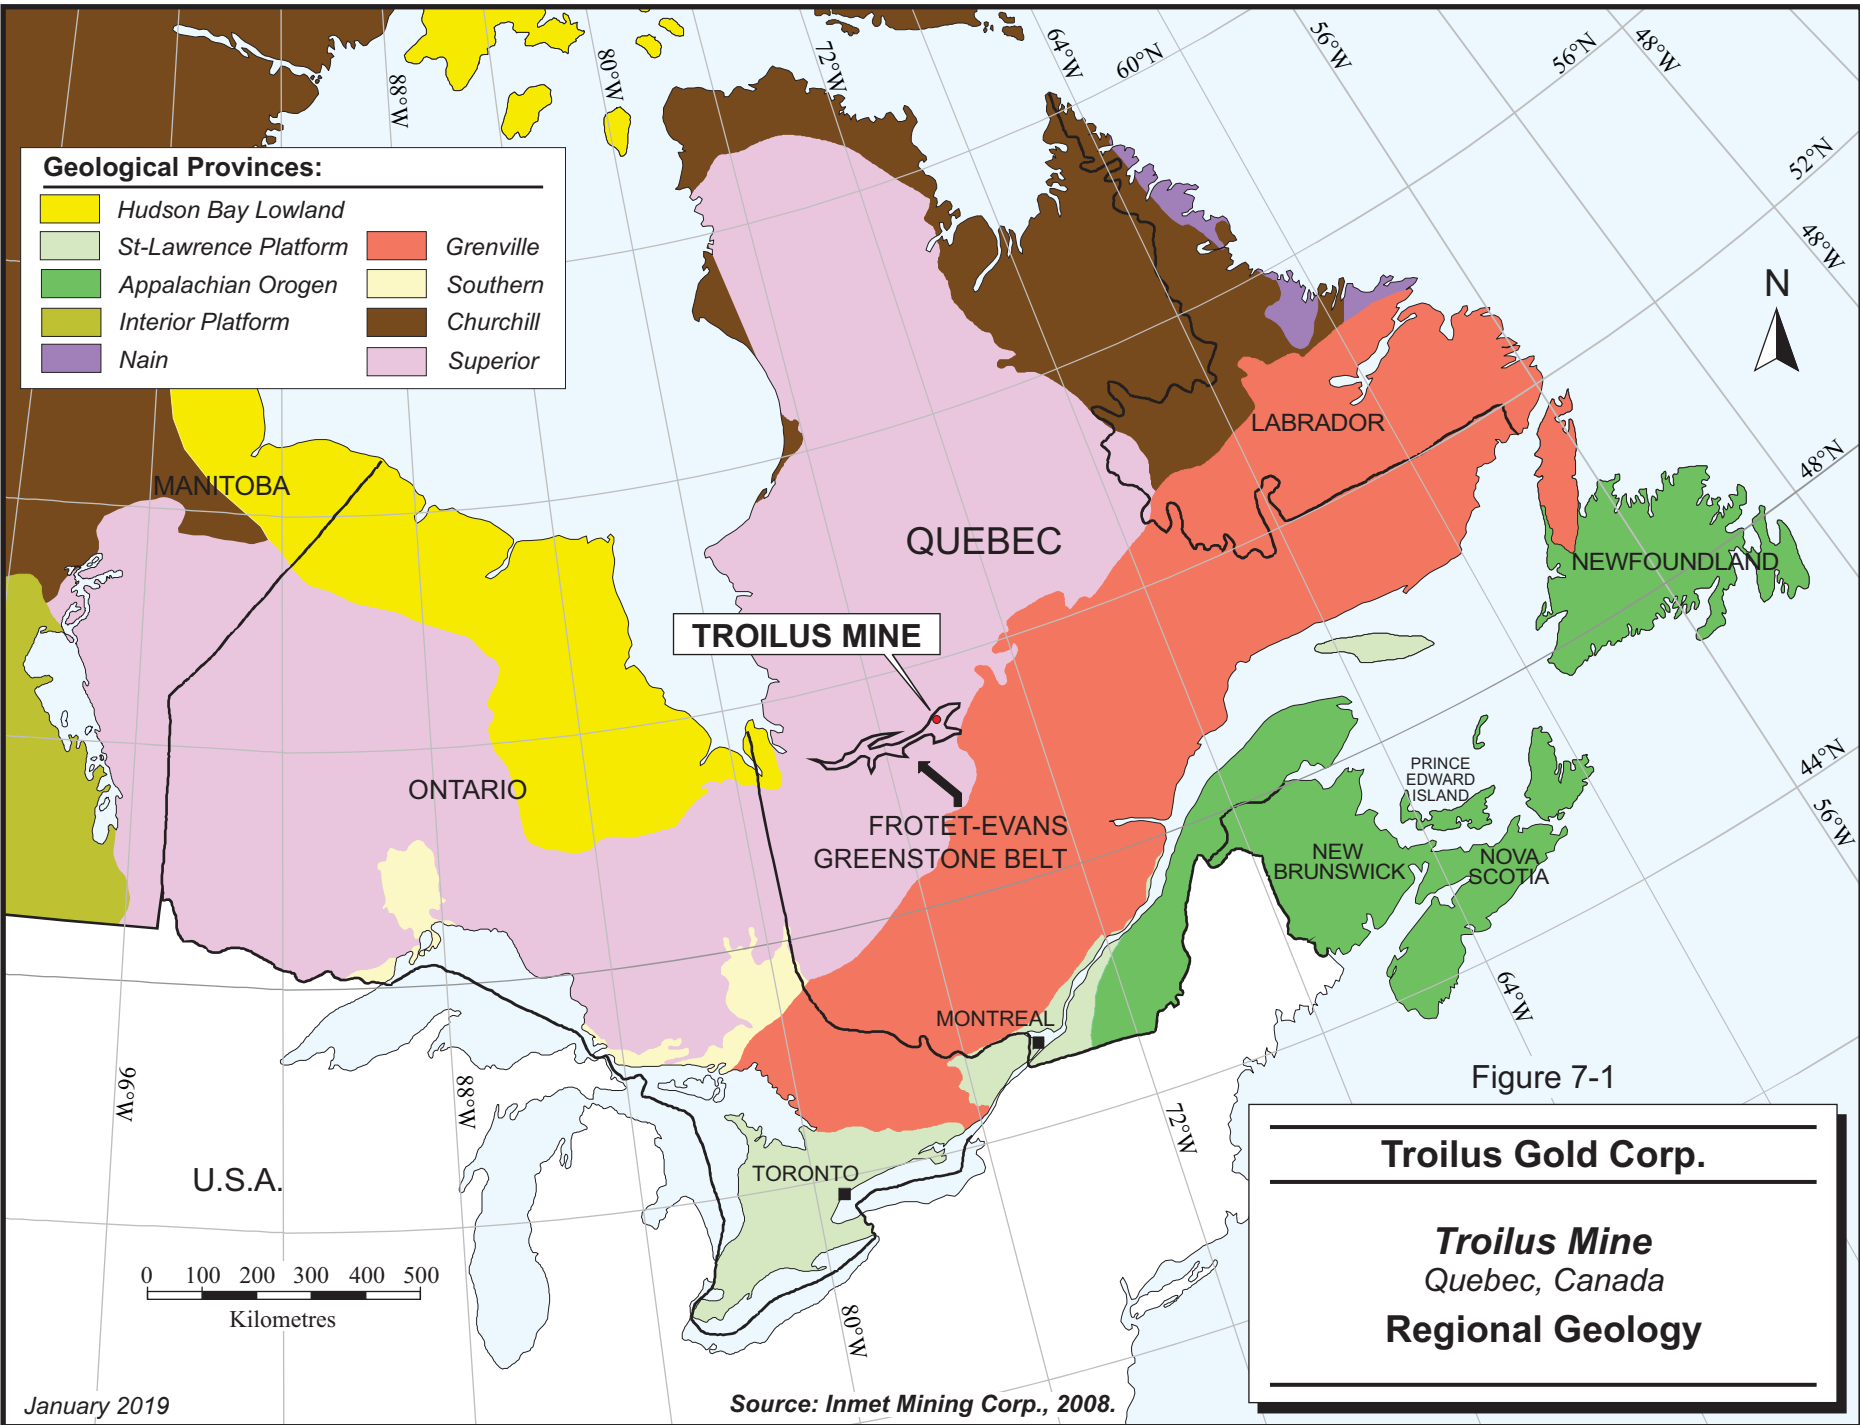 88°W
80°W
72°W
64°W
60°N
56°W
56°N
48°W
52°N
48°W
Geological Provinces:
Hudson Bay Lowland
St-Lawrence Platform
Appalachian Orogen
Interior Platform
Nain
Grenville
Southern
Churchill
Superior
N
LABRADOR
MANITOBA
48°N
QUEBEC
NEWFOUNDLAND
TROILUS MINE
44°N
PRINCE
EDWARD
ISLAND
ONTARIO
56°W
FROTET-EVANS
GREENSTONE BELT
NEW
BRUNSWICK
NOVA
SCOTIA
64°W
MONTREAL
96°W
88°W
72°W
Figure 7-1
U.S.A.
TORONTO
Troilus Gold Corp.
Troilus Mine
Quebec, Canada
Regional Geology
0 100 200 300 400 500
Kilometres
80°W
January 2019
Source: Inmet Mining Corp., 2008.